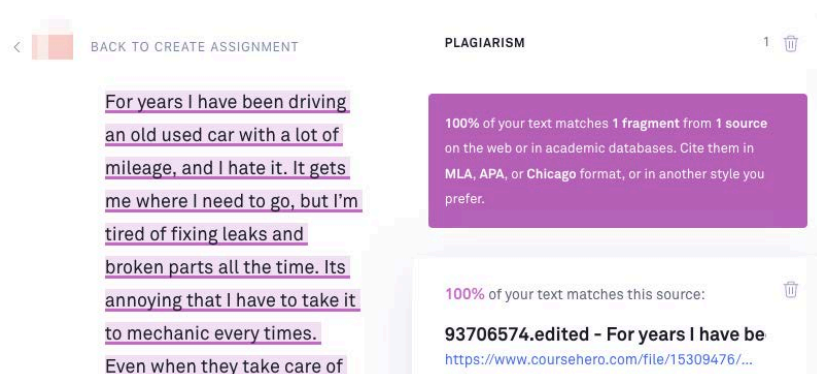 BACK TO CREATE ASSIGNMENT
For years I have been driving
an old used car with a lot of
mileage, and I hate it. It gets
me where I need to go, but I'm
tired of fixing leaks and
broken parts all the time. Its
annoying that I have to take it
to mechanic every times.
Even when they take care of
PLAGIARISM
1
100% of your text matches 1 fragment from 1 source
on the web or in academic databases. Cite them in
MLA, APA, or Chicago format, or in another style you
prefer.
100% of your text matches this source:
93706574.edited - For years I have be
https://www.coursehero.com/file/15309476/...